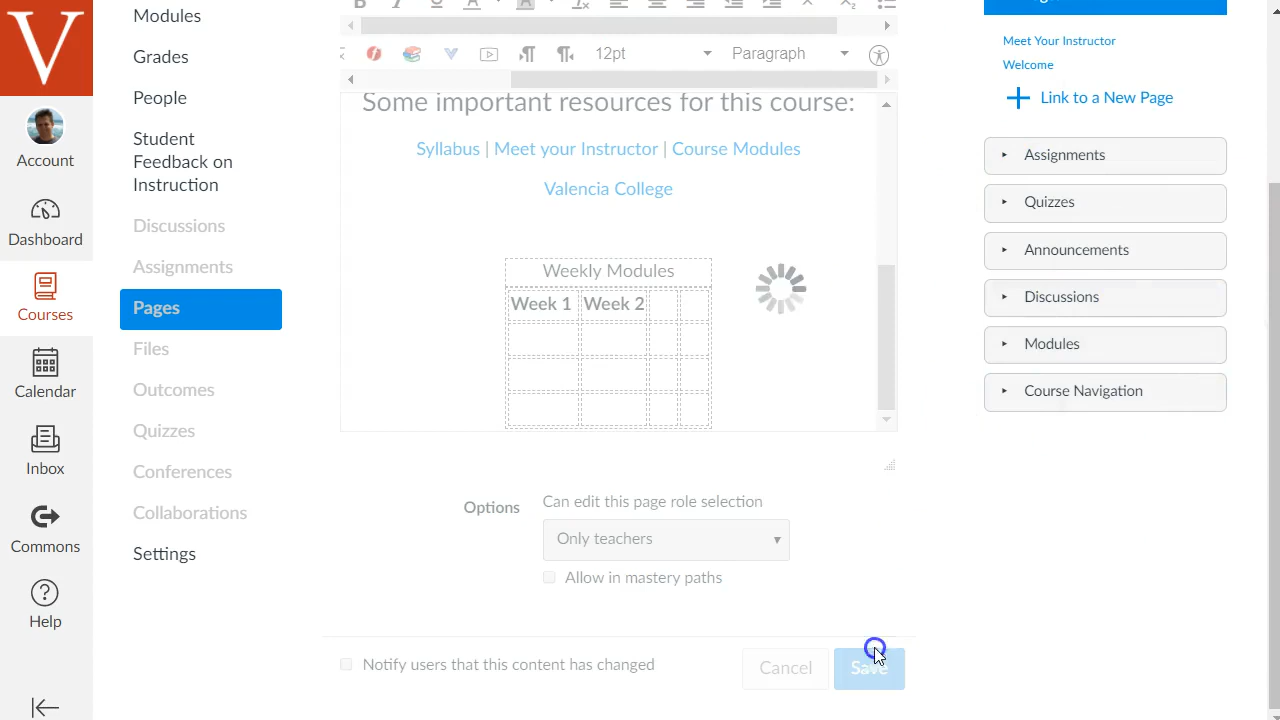 V
Account
Dashboard
Courses
Calendar
Inbox
Commons
Help
Modules
Grades
People
Student
Feedback on
Instruction
Discussions
Assignments
Pages
Files
Outcomes
Quizzes
Conferences
Collaborations
Settings
12pt
Paragraph
Some important resources for this course:
Syllabus | Meet your Instructor | Course Modules
Valencia College
Weekly Modules
Week 1 Week 2
Options
Can edit this page role selection
Only teachers
Allow in mastery paths
Notify users that this content has changed
Cancel
Save
Meet Your Instructor
Welcome
Link to a New Page
Assignments
Quizzes
Announcements
Discussions
Modules
Course Navigation